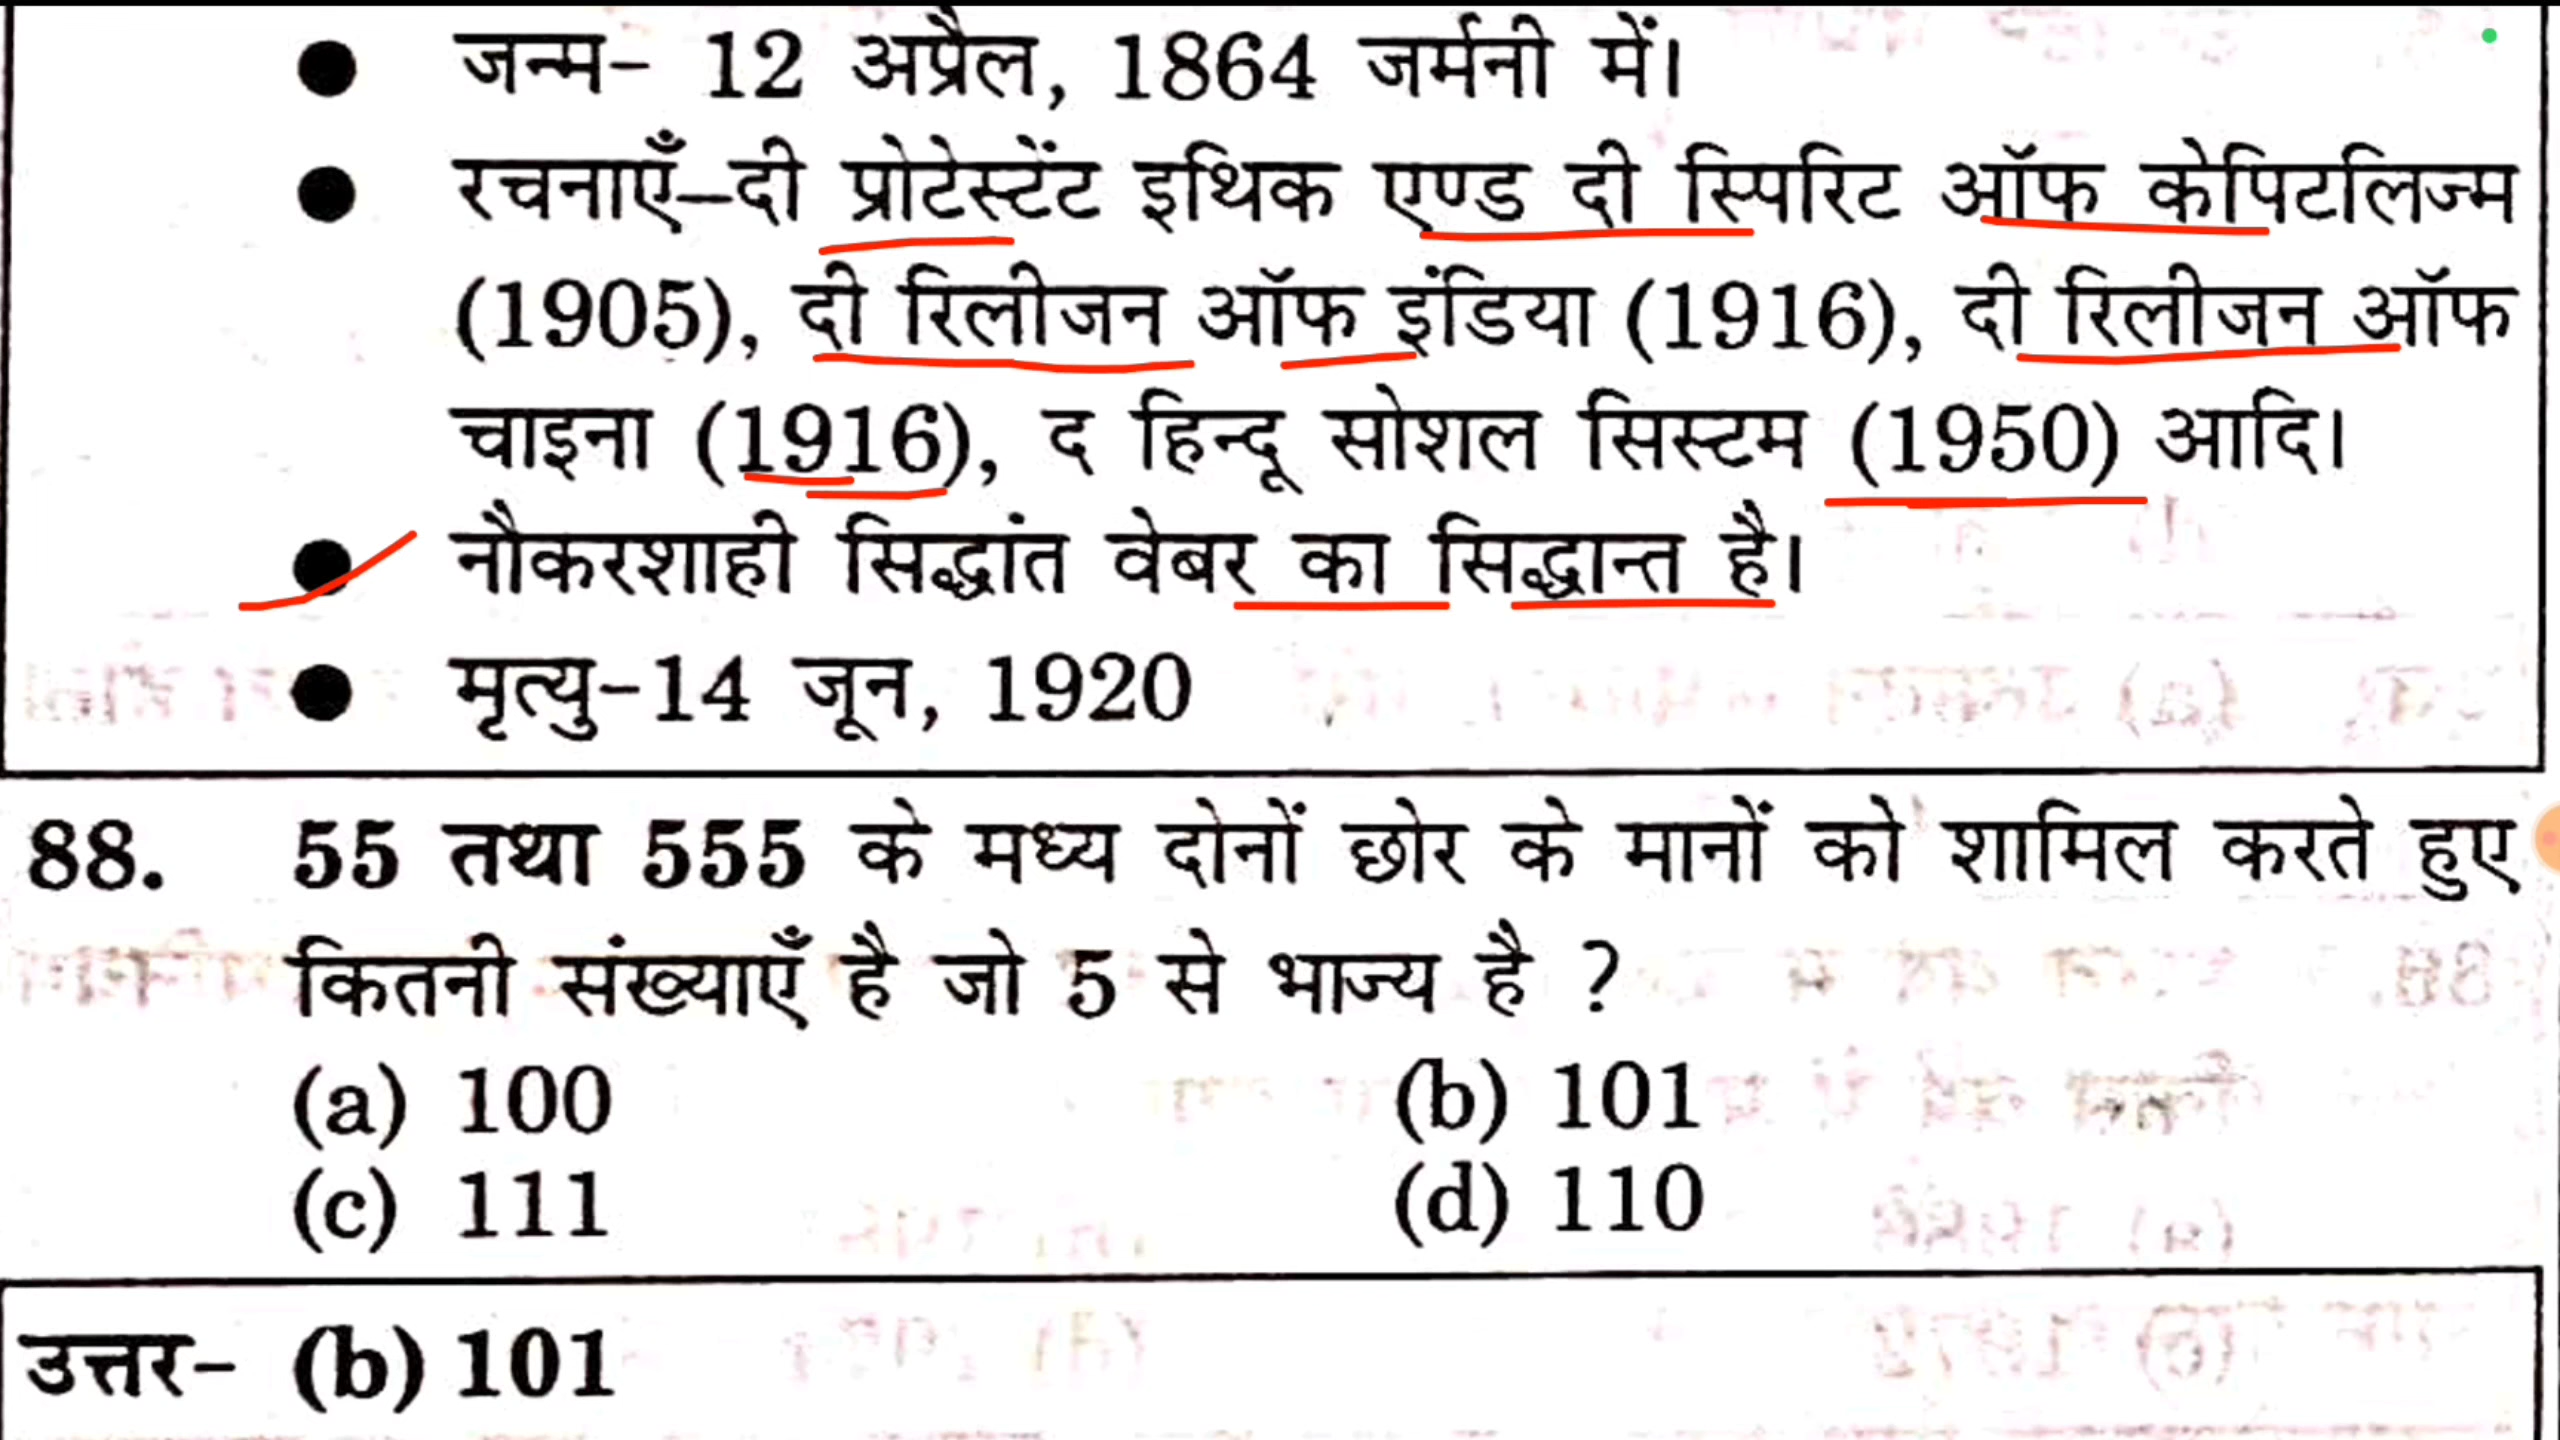 ● जन्म- 12 अप्रैल, 1864 जर्मनी में।
● रचनाएँ–दी प्रोटेस्टेंट इथिक एण्ड दी स्पिरिट ऑफ केपिटलिज्म
(1905), दी रिलीजन ऑफ इंडिया (1916), दी रिलीजन ऑफ
चाइना (1916), द हिन्दू सोशल सिस्टम (1950) आदि।
● नौकरशाही सिद्धांत वेबर का सिद्धान्त है।
● मृत्यु-14 जून, 1920
88. 55 तथा 555 के मध्य दोनों छोर के मानों को शामिल करते हुए
कितनी संख्याएँ है जो 5 से भाज्य है ?
(a) 100 (b) 101
(c) 111 (d) 110
उत्तर- (b) 101